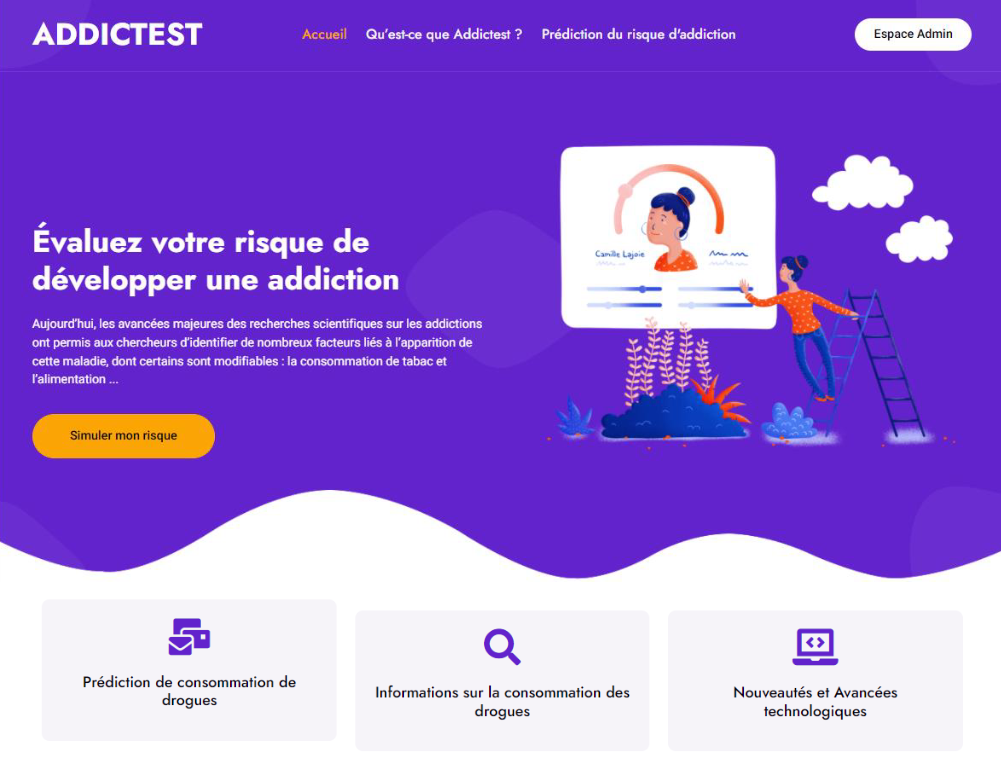 ADDICTEST
Accueil
Qu'est-ce que Addictest ?
Prédiction du risque d'addiction
Espace Admin
Évaluez votre risque de
développer une addiction
Aujourd'hui, les avancées majeures des recherches scientifiques sur les addictions
ont permis aux chercheurs d'identifier de nombreux facteurs liés à l'apparition de
cette maladie, dont certains sont modifiables : la consommation de tabac et
l'alimentation ...
Simuler mon risque
Camille Lajoie
Prédiction de consommation de
drogues
Informations sur la consommation des
drogues
Nouveautés et Avancées
technologiques